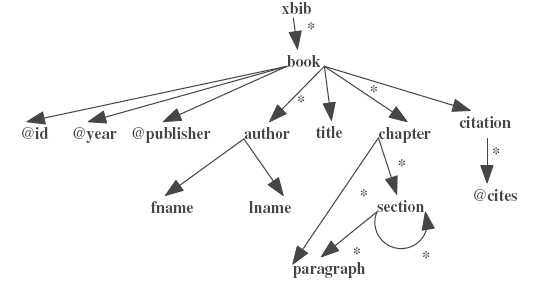 xbib
*
book
* *
@id @year @publisher author title chapter citation
* *
fname lname * section @cites
* *
paragraph